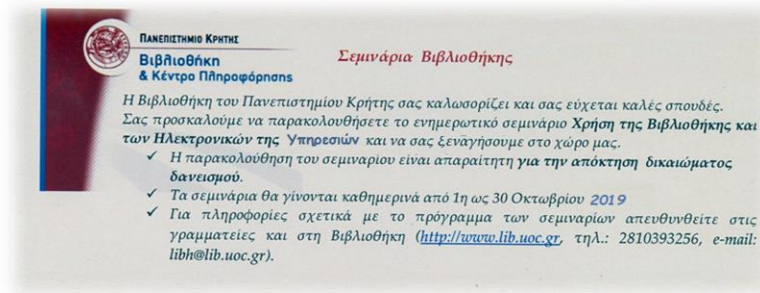 ΠΑΝΕΠΙΣΤΗΜΙΟ ΚΡΗΤΗΣ
Βιβλιοθήκη
& Κέντρο Πληροφόρησης
Σεμινάρια Βιβλιοθήκης
Η Βιβλιοθήκη του Πανεπιστημίου Κρήτης σας καλωσορίζει και σας εύχεται καλές σπουδές.
Σας προσκαλούμε να παρακολουθήσετε το ενημερωτικό σεμινάριο Χρήση της Βιβλιοθήκης και
των Ηλεκτρονικών της Υπηρεσιών και να σας ξεναγήσουμε στο χώρο μας.
✓ Η παρακολούθηση του σεμιναρίου είναι απαραίτητη για την απόκτηση δικαιώματος
δανεισμού.
✓ Τα σεμινάρια θα γίνονται καθημερινά από 1η ως 30 Οκτωβρίου 2019
✓ Για πληροφορίες σχετικά με το πρόγραμμα των σεμιναρίων απευθυνθείτε στις
γραμματείες και στη Βιβλιοθήκη (http://www.lib.uoc.gr, τηλ.: 2810393256, e-mail:
libh@lib.uoc.gr).